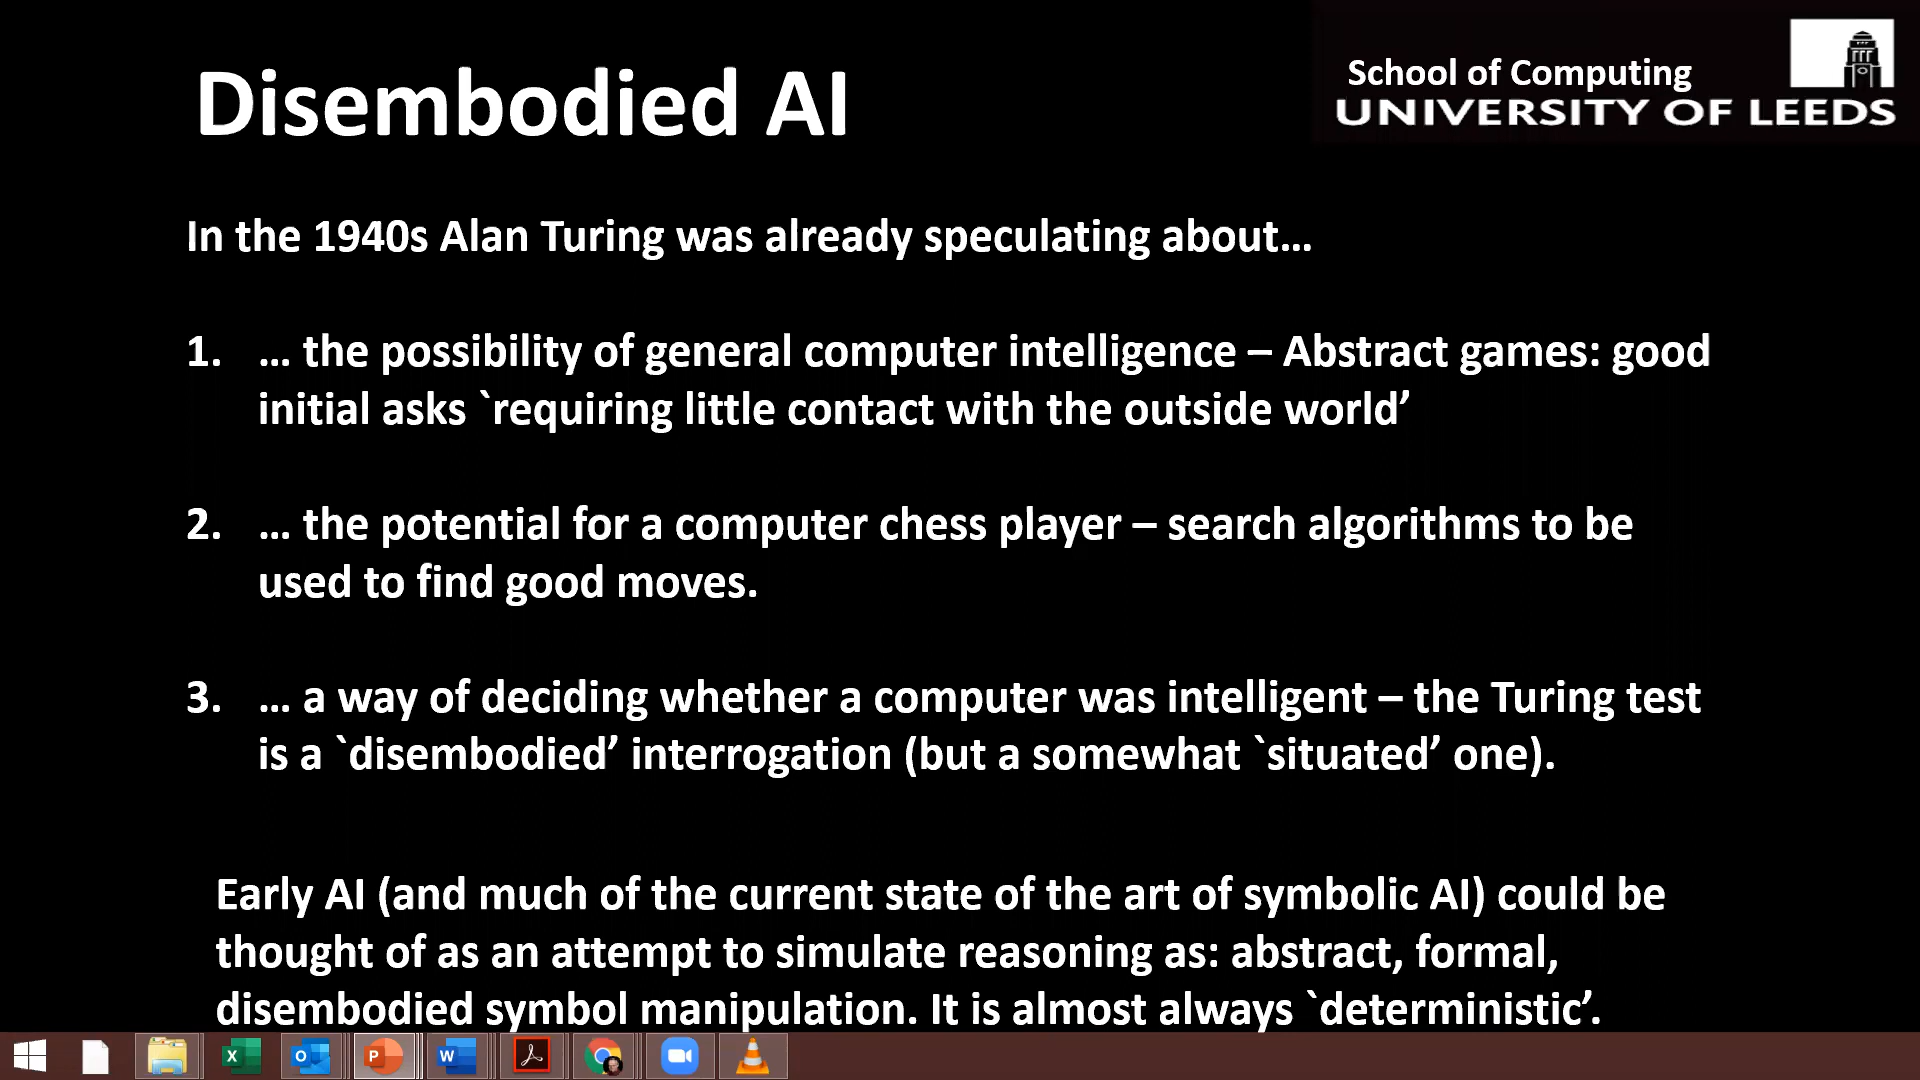 Disembodied AI
School of Computing
UNIVERSITY OF LEEDS
In the 1940s Alan Turing was already speculating about...
1. ... the possibility of general computer intelligence – Abstract games: good
initial asks `requiring little contact with the outside world’
2. ... the potential for a computer chess player – search algorithms to be
used to find good moves.
3. ... a way of deciding whether a computer was intelligent – the Turing test
is a `disembodied’ interrogation (but a somewhat `situated’ one).
Early AI (and much of the current state of the art of symbolic AI) could be
thought of as an attempt to simulate reasoning as: abstract, formal,
disembodied symbol manipulation. It is almost always `deterministic’.